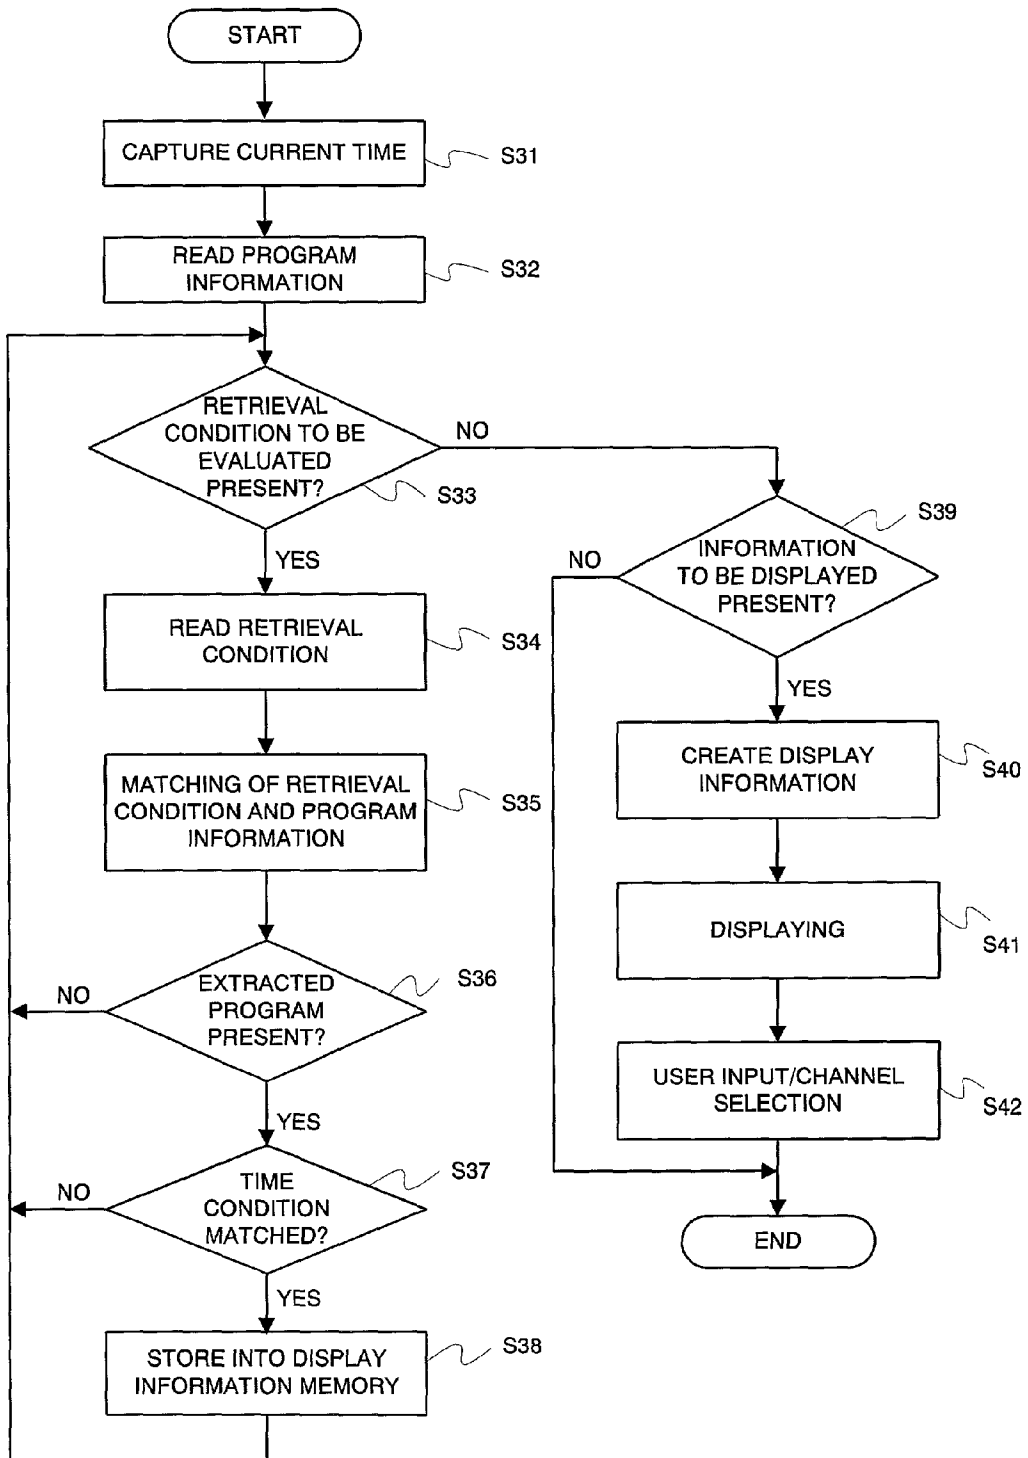 START
CAPTURE CURRENT TIME
S31
READ PROGRAM
INFORMATION
S32
RETRIEVAL
CONDITION TO BE
EVALUATED
PRESENT?
S33
NO
YES
READ RETRIEVAL
CONDITION
S34
MATCHING OF RETRIEVAL
CONDITION AND PROGRAM
INFORMATION
S35
EXTRACTED
PROGRAM
PRESENT?
S36
NO
YES
TIME
CONDITION
MATCHED?
S37
NO
YES
STORE INTO DISPLAY
INFORMATION MEMORY
S38
INFORMATION
TO BE DISPLAYED
PRESENT?
S39
NO
YES
CREATE DISPLAY
INFORMATION
S40
DISPLAYING
S41
USER INPUT/CHANNEL
SELECTION
S42
END